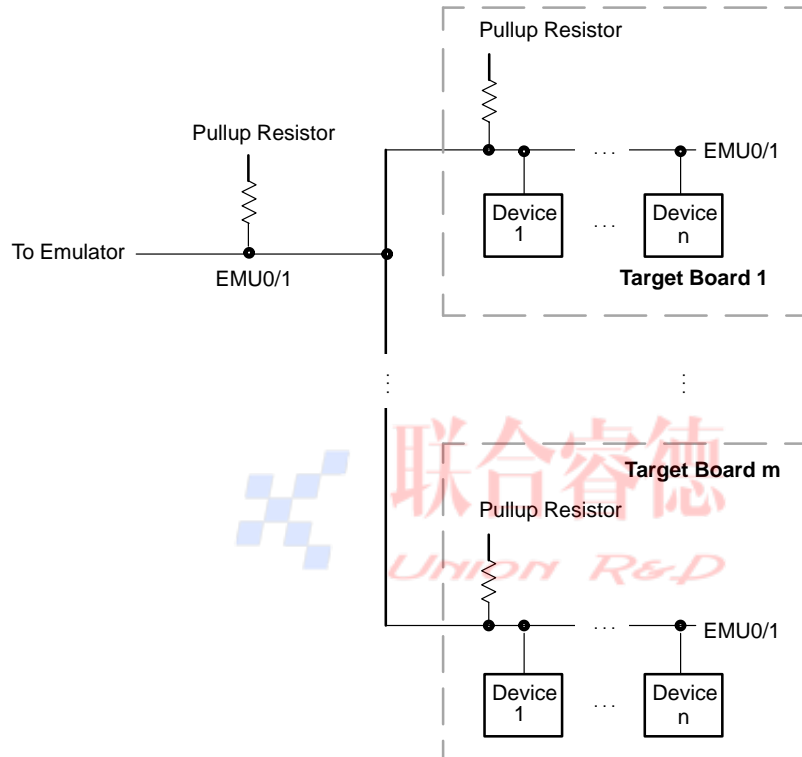 Pullup Resistor
Pullup Resistor
EMU0/1
Device
1
...
Device
n
To Emulator
EMU0/1
Target Board 1
联合睿德
Target Board m
Pullup Resistor
UNION R&D
EMU0/1
Device
1
...
Device
n